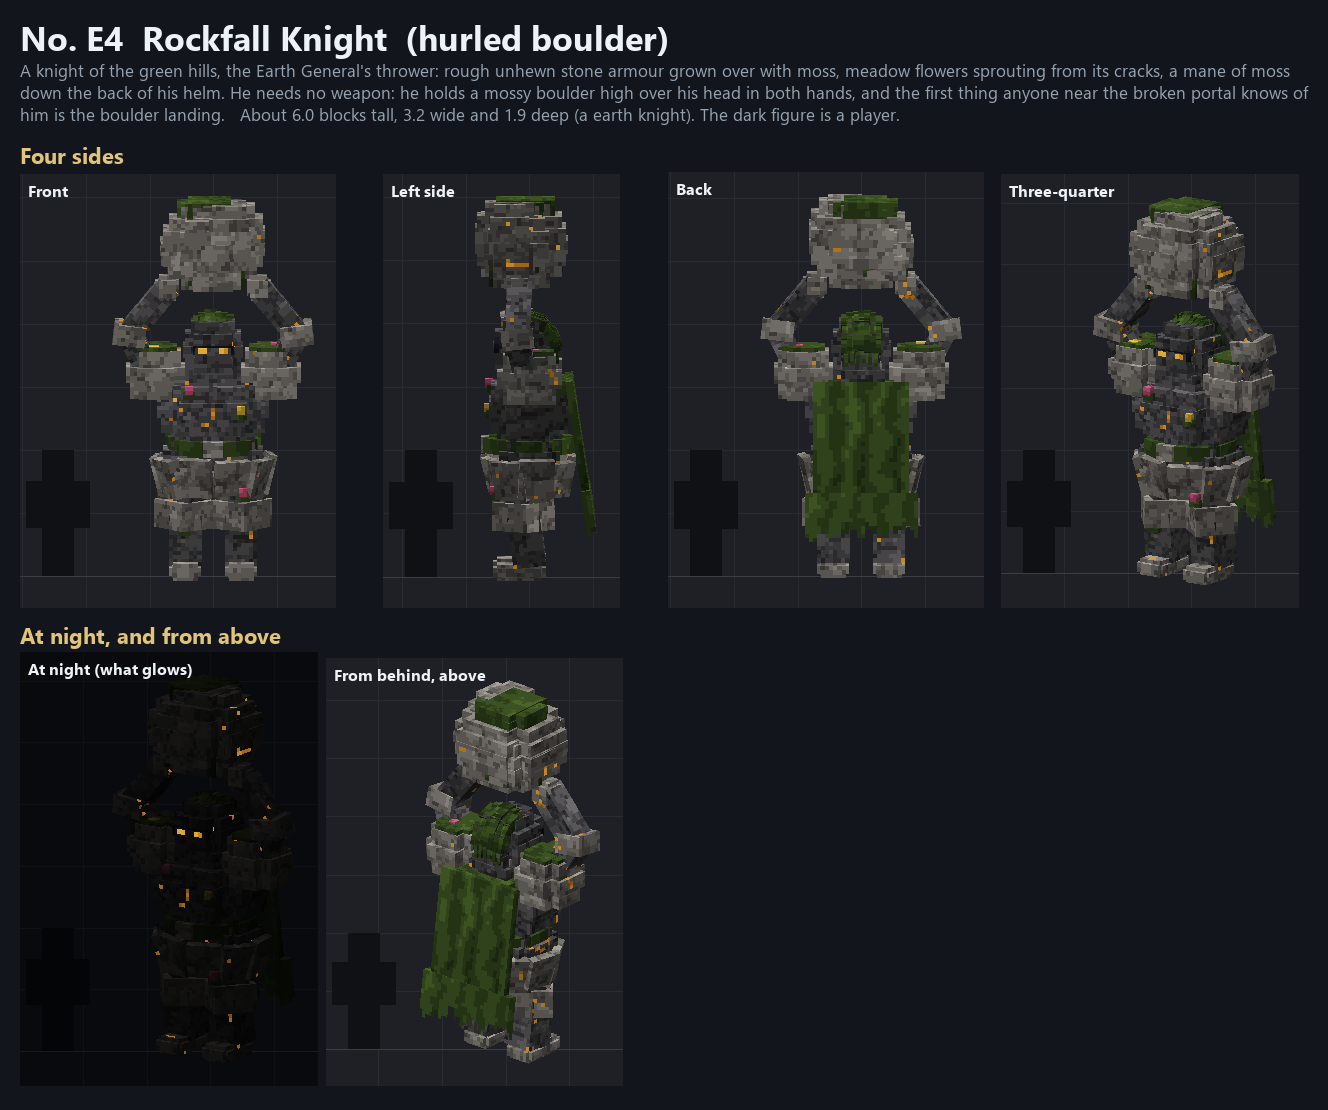 No. E4  Rockfall Knight  (hurled boulder)
A knight of the green hills, the Earth General's thrower: rough unhewn stone armour grown over with moss, meadow flowers sprouting from its cracks, a mane of moss
down the back of his helm. He needs no weapon: he holds a mossy boulder high over his head in both hands, and the first thing anyone near the broken portal knows of
him is the boulder landing.   About 6.0 blocks tall, 3.2 wide and 1.9 deep (a earth knight). The dark figure is a player.
Four sides
Front
Left side
Back
Three-quarter
At night, and from above
At night (what glows)
From behind, above